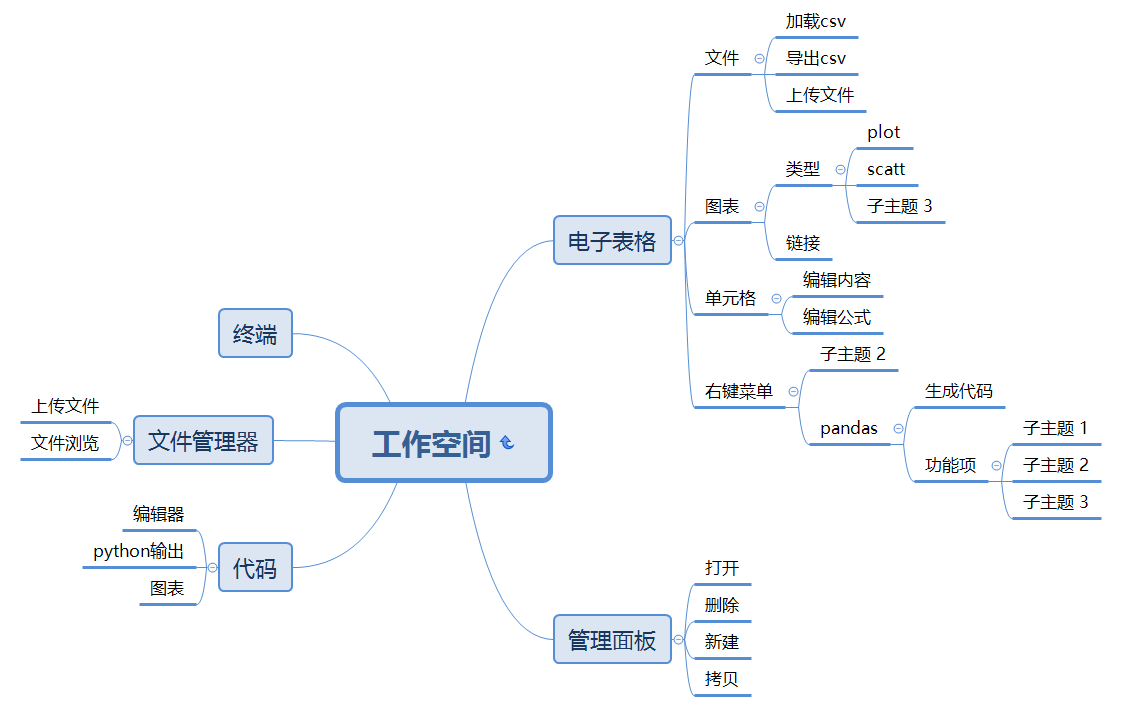 工作空间
电子表格
文件
加载csv
导出csv
上传文件
图表
类型
plot
scatt
子主题 3
链接
单元格
编辑内容
编辑公式
右键菜单
子主题 2
pandas
生成代码
功能项
子主题 1
子主题 2
子主题 3
管理面板
打开
删除
新建
拷贝
终端
文件管理器
上传文件
文件浏览
代码
编辑器
python输出
图表